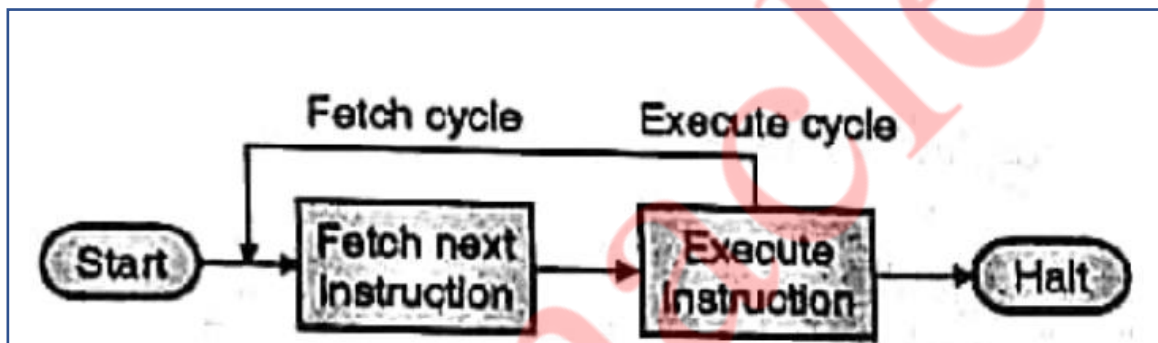 Fetch cycle
Execute cycle
Start
Fetch next
Instruction
Execute
Instruction
Halt